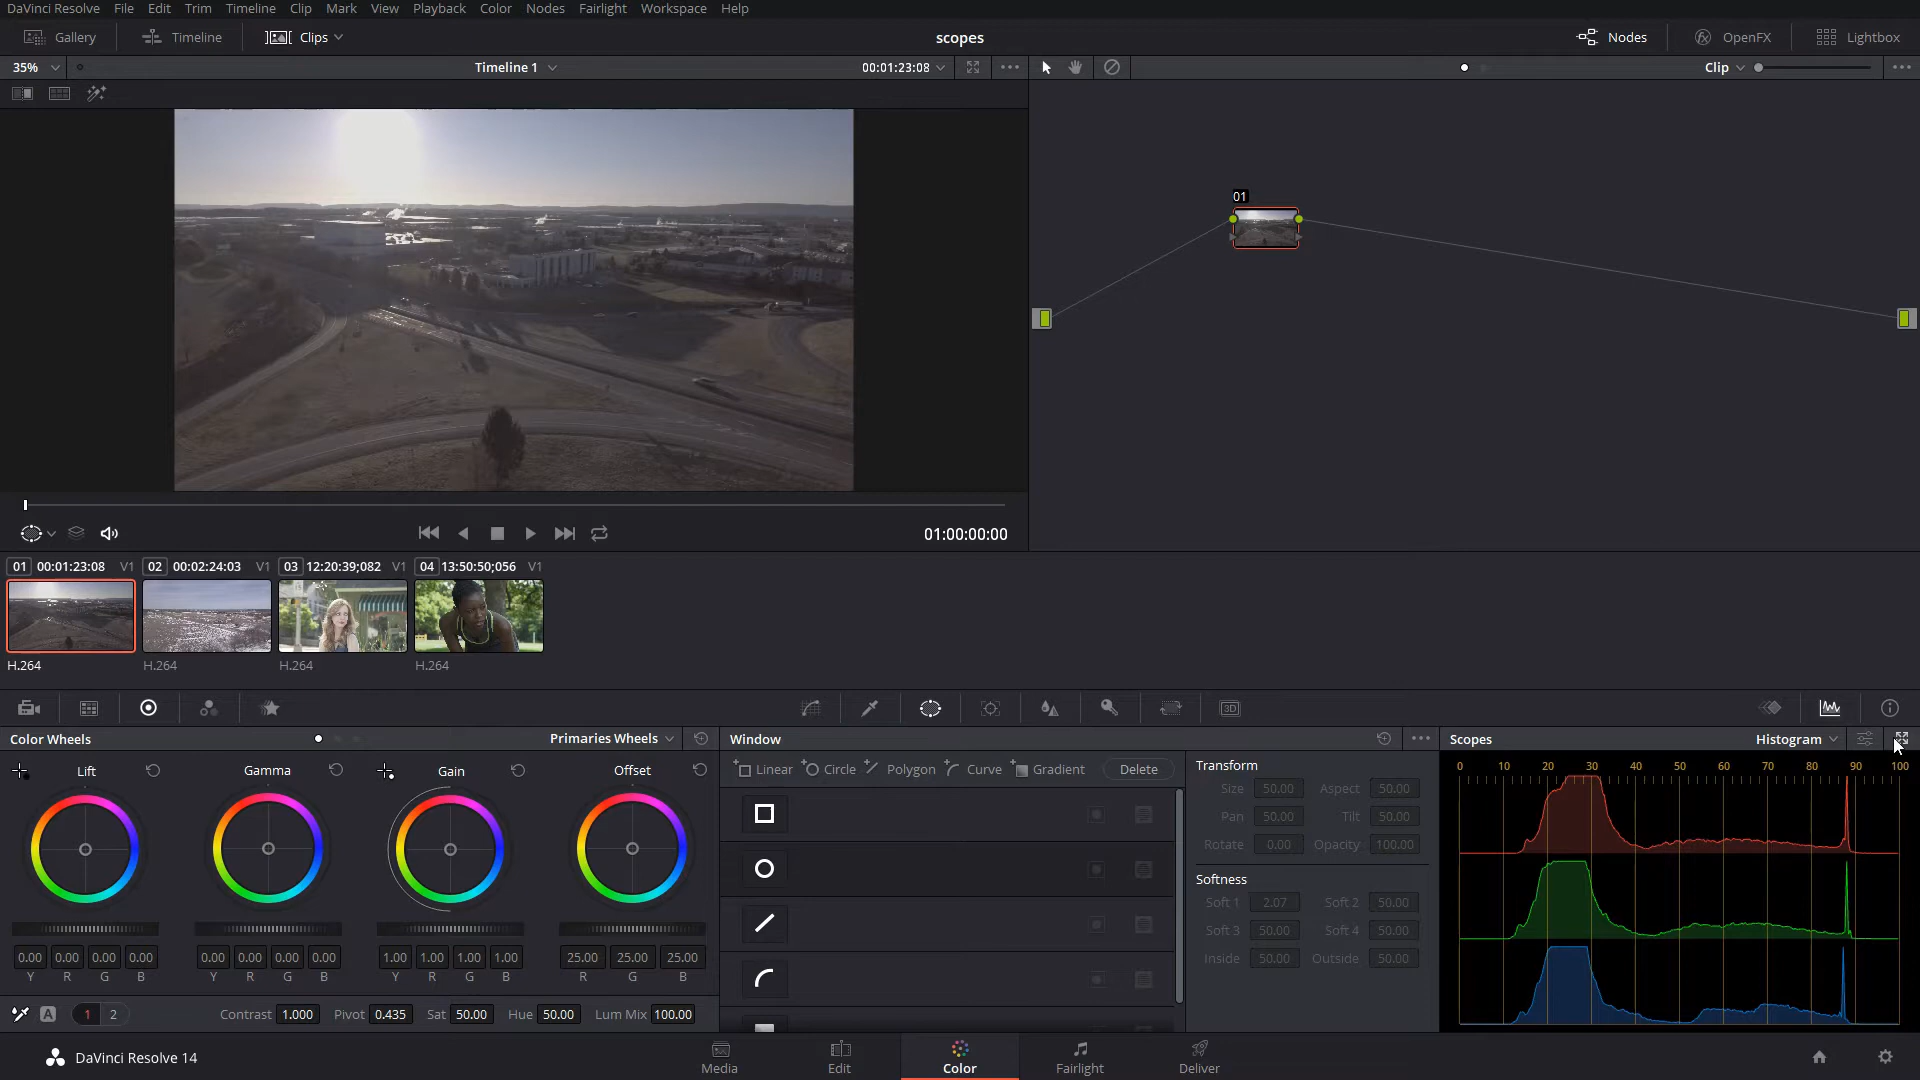 DaVinci Resolve File Edit Trim Timeline Clip Mark View Playback Color Nodes Fairlight Workspace Help
Gallery Timeline Clips scopes Nodes OpenFX Lightbox
35% Timeline 1 00:01:23:08 Clip
01
01:00:00:00
01 00:01:23:08 V1 02 00:02:24:03 V1 03 12:20:39;082 V1 04 13:50:50;056 V1
H.264 H.264 H.264 H.264
3D
Color Wheels Primaries Wheels Window Scopes Histogram
Lift Gamma Gain Offset
Linear Circle Polygon Curve Gradient Delete
Transform
Size 50.00 Aspect 50.00
Pan 50.00 Tilt 50.00
Rotate 0.00 Opacity 100.00
Softness
Soft 1 2.07 Soft 2 50.00
Soft 3 50.00 Soft 4 50.00
Inside 50.00 Outside 50.00
0 10 20 30 40 50 60 70 80 90 100
0.00 0.00 0.00 0.00 0.00 0.00 0.00 0.00 1.00 1.00 1.00 1.00 25.00 25.00 25.00
Y R G B Y R G B Y R G B R G B
A 1 2 Contrast 1.000 Pivot 0.435 Sat 50.00 Hue 50.00 Lum Mix 100.00
DaVinci Resolve 14 Media Edit Color Fairlight Deliver